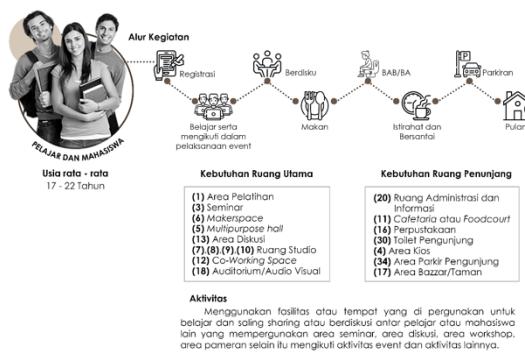 Alur Kegiatan
Registrasi
Berdisku
BAB/BA
Parkiran
Belajar serta
mengikuti dalam
pelaksanaan event
Makan
Istirahat dan
Bersantai
Pulan
PELAJAR DAN MAHASISWA
Usia rata - rata
17 - 22 Tahun
Kebutuhan Ruang Utama
(1) Area Pelatihan
(3) Seminar
(6) Makerspace
(5) Multipurpose hall
(13) Area Diskusi
(7),(8),(9),(10) Ruang Studio
(12) Co-Working Space
(18) Auditorium/Audio Visual
Kebutuhan Ruang Penunjang
(20) Ruang Administrasi dan
Informasi
(11) Cafetaria atau Foodcourt
(16) Perpustakaan
(30) Toilet Pengunjung
(4) Area Kios
(34) Area Parkir Pengunjung
(17) Area Bazzar/Taman
Aktivitas
Menggunakan fasilitas atau tempat yang di pergunakan untuk
belajar dan saling sharing atau berdiskusi antar pelajar atau mahasiswa
lain yang mempergunakan area seminar, area diskusi, area workshop,
area pameran selain itu mengikuti aktivitas event dan aktivitas lainnya.